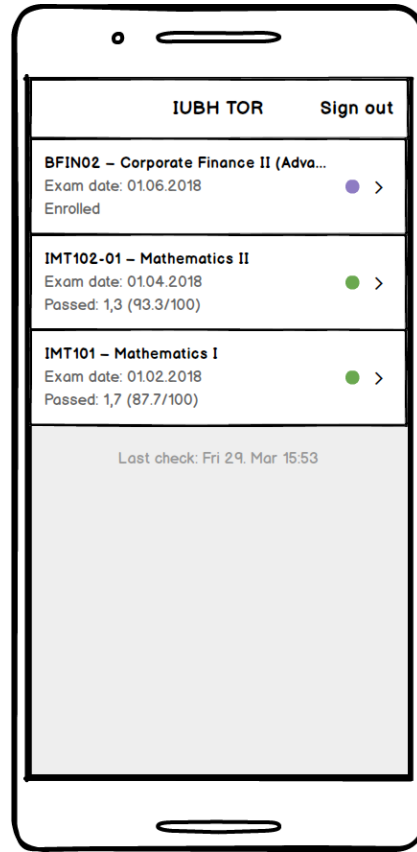 IUBH TOR Sign out
BFIN02 – Corporate Finance II (Adva...
Exam date: 01.06.2018
Enrolled
IMT102-01 – Mathematics II
Exam date: 01.04.2018
Passed: 1,3 (93.3/100)
IMT101 – Mathematics I
Exam date: 01.02.2018
Passed: 1,7 (87.7/100)
Last check: Fri 29. Mar 15:53